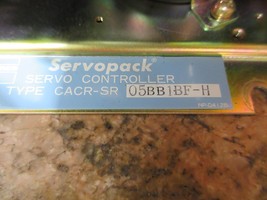 Servopack
SERVO CONTROLLER
TYPE CACR-SR 05BB1BF-H